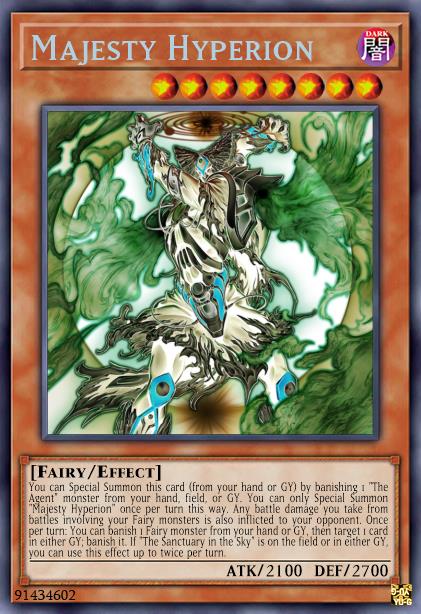 MAJESTY HYPERION
DARK
闇
[FAIRY/EFFECT]
You can Special Summon this card (from your hand or GY) by banishing 1 "The
Agent" monster from your hand, field, or GY. You can only Special Summon
"Majesty Hyperion" once per turn this way. Any battle damage you take from
battles involving your Fairy monsters is also inflicted to your opponent. Once
per turn: You can banish 1 Fairy monster from your hand or GY, then target 1 card
in either GY; banish it. If "The Sanctuary in the Sky" is on the field or in either GY,
you can use this effect up to twice per turn.
ATK/2100 DEF/2700
91434602